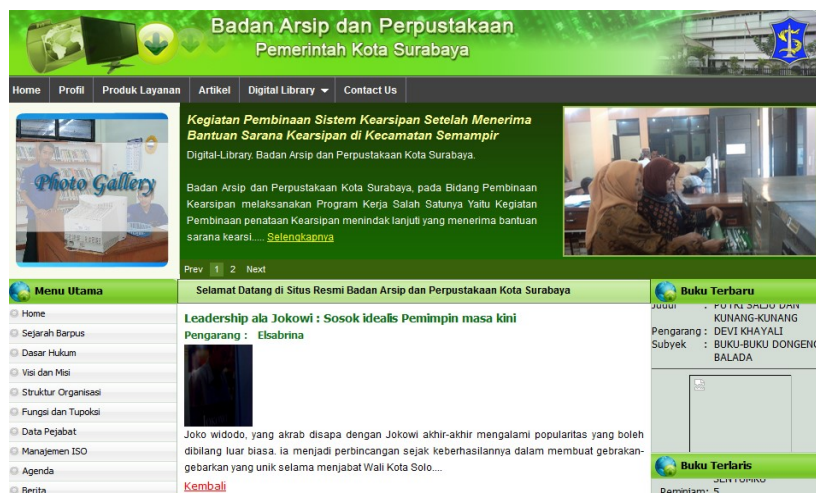 Badan Arsip dan Perpustakaan
Pemerintah Kota Surabaya
Home Profil Produk Layanan Artikel Digital Library Contact Us
Photo Gallery
Kegiatan Pembinaan Sistem Kearsipan Setelah Menerima
Bantuan Sarana Kearsipan di Kecamatan Semampir
Digital-Library. Badan Arsip dan Perpustakaan Kota Surabaya.
Badan Arsip dan Perpustakaan Kota Surabaya, pada Bidang Pembinaan
Kearsipan melaksanakan Program Kerja Salah Satunya Yaitu Kegiatan
Pembinaan penataan Kearsipan menindak lanjuti yang menerima bantuan
sarana kearsi..... Selengkapnya
Prev 1 2 Next
Menu Utama
Home
Sejarah Barpus
Dasar Hukum
Visi dan Misi
Struktur Organisasi
Fungsi dan Tupoksi
Data Pejabat
Manajemen ISO
Agenda
Berita
Selamat Datang di Situs Resmi Badan Arsip dan Perpustakaan Kota Surabaya
Leadership ala Jokowi : Sosok idealis Pemimpin masa kini
Pengarang : Elsabrina
Joko widodo, yang akrab disapa dengan Jokowi akhir-akhir mengalami popularitas yang boleh
dibilang luar biasa. ia menjadi perbincangan sejak keberhasilannya dalam membuat gebrakan-
gebarkan yang unik selama menjabat Wali Kota Solo....
Kembali
Buku Terbaru
Judul : PUTRI SALJU DAN
KUNANG-KUNANG
Pengarang : DEVI KHAYALI
Subyek : BUKU-BUKU DONGENG
BALADA
Buku Terlaris
SENYUMKU
Peminjam: 5